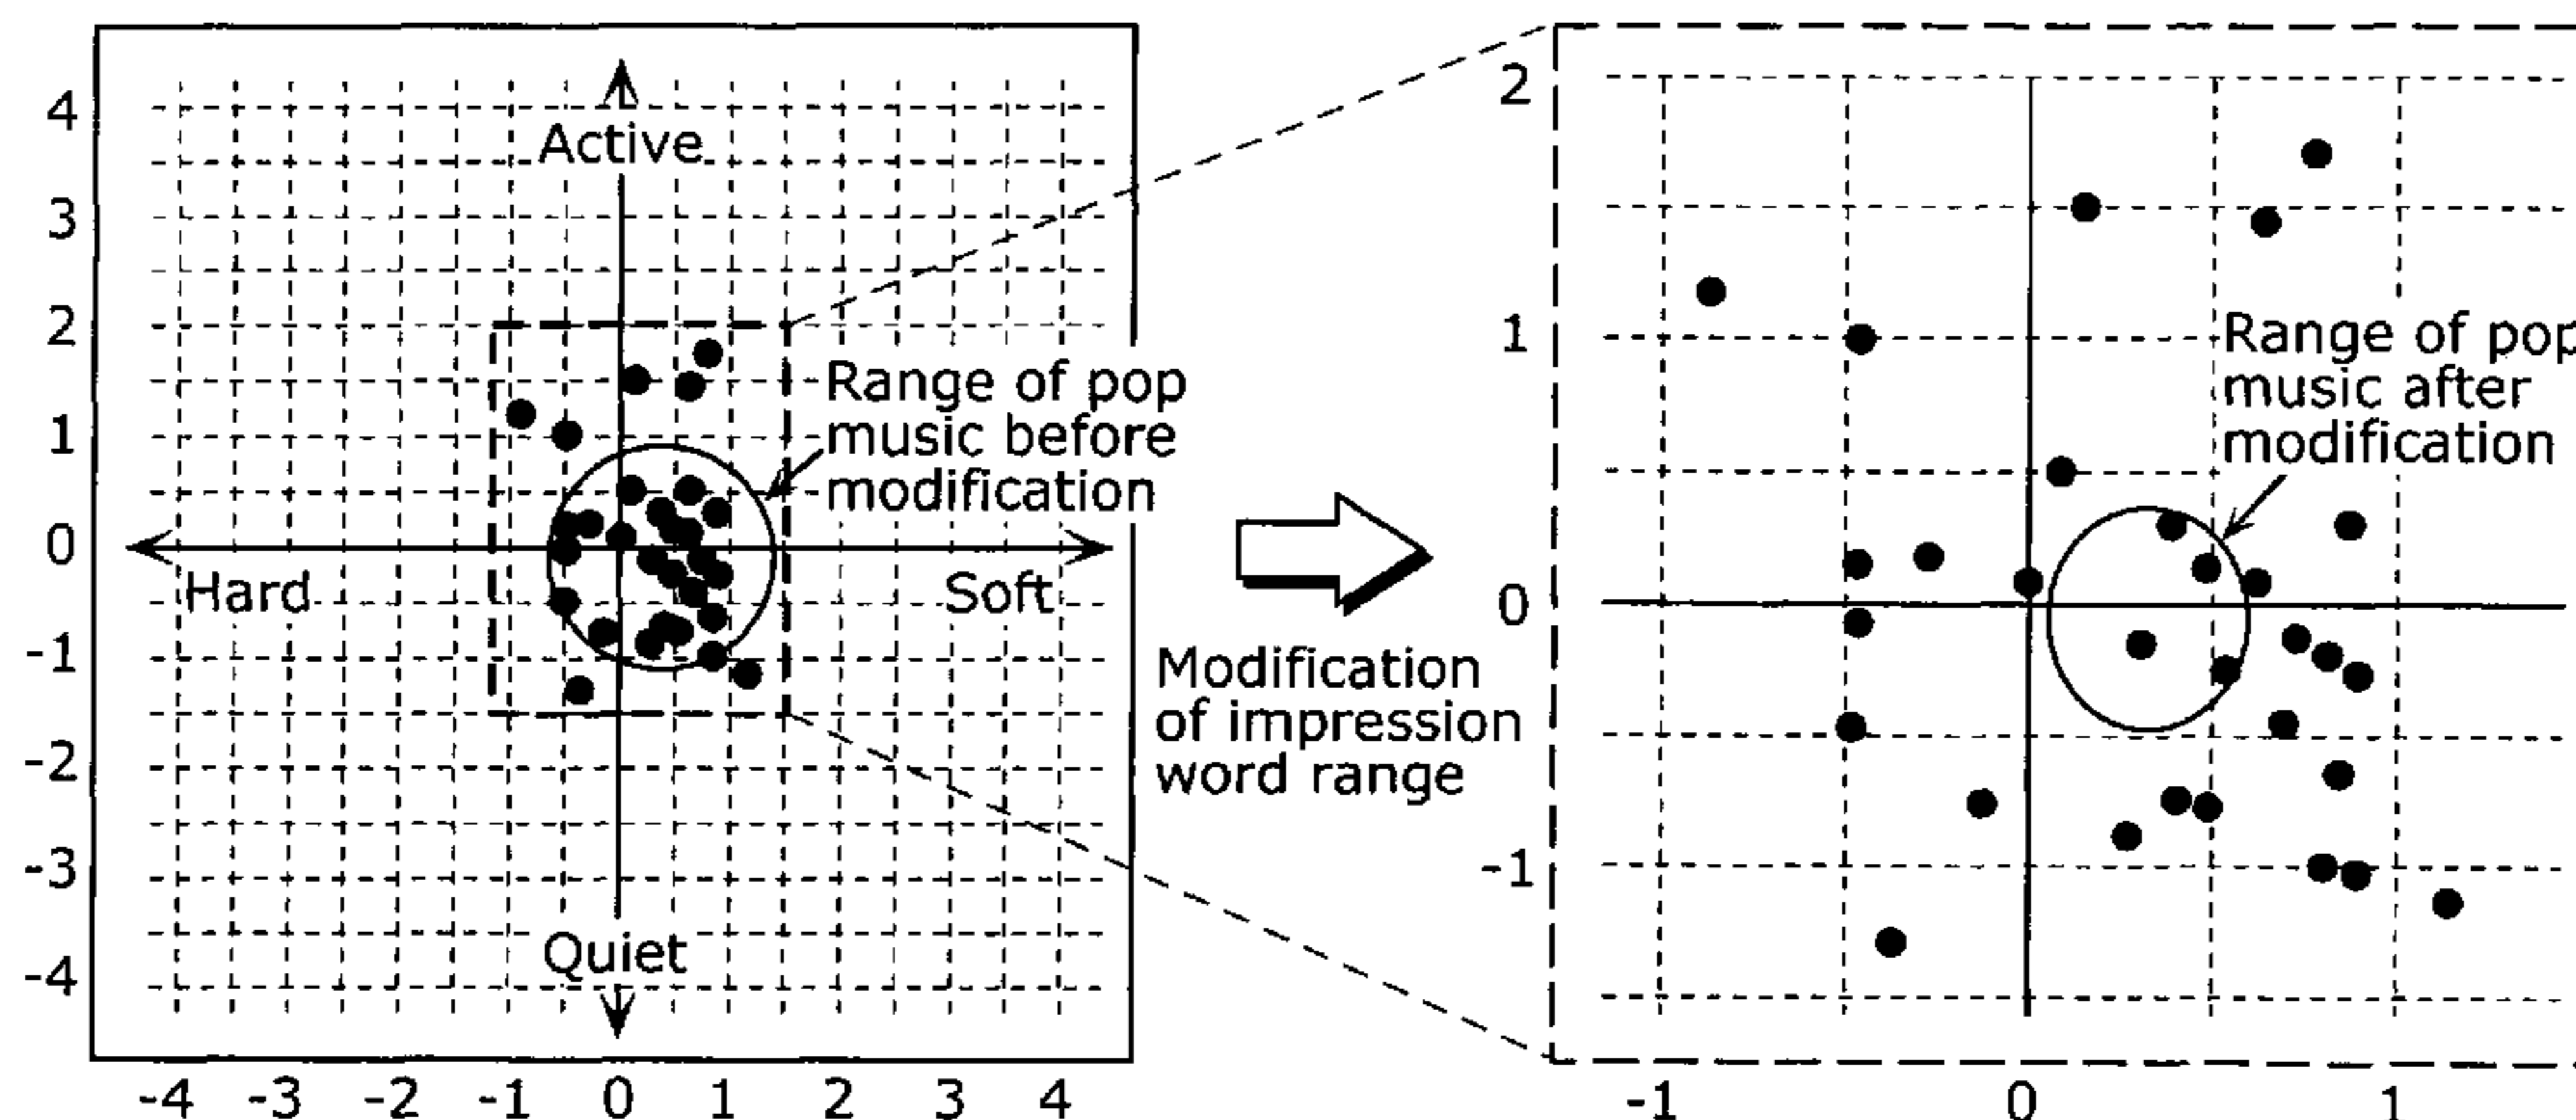 4
3
2
1
0
-1
-2
-3
-4
Active
Hard
Soft
Quiet
Range of pop
music before
modification
-4 -3 -2 -1 0 1 2 3 4
Modification
of impression
word range
2
1
0
-1
Range of pop
music after
modification
-1 0 1